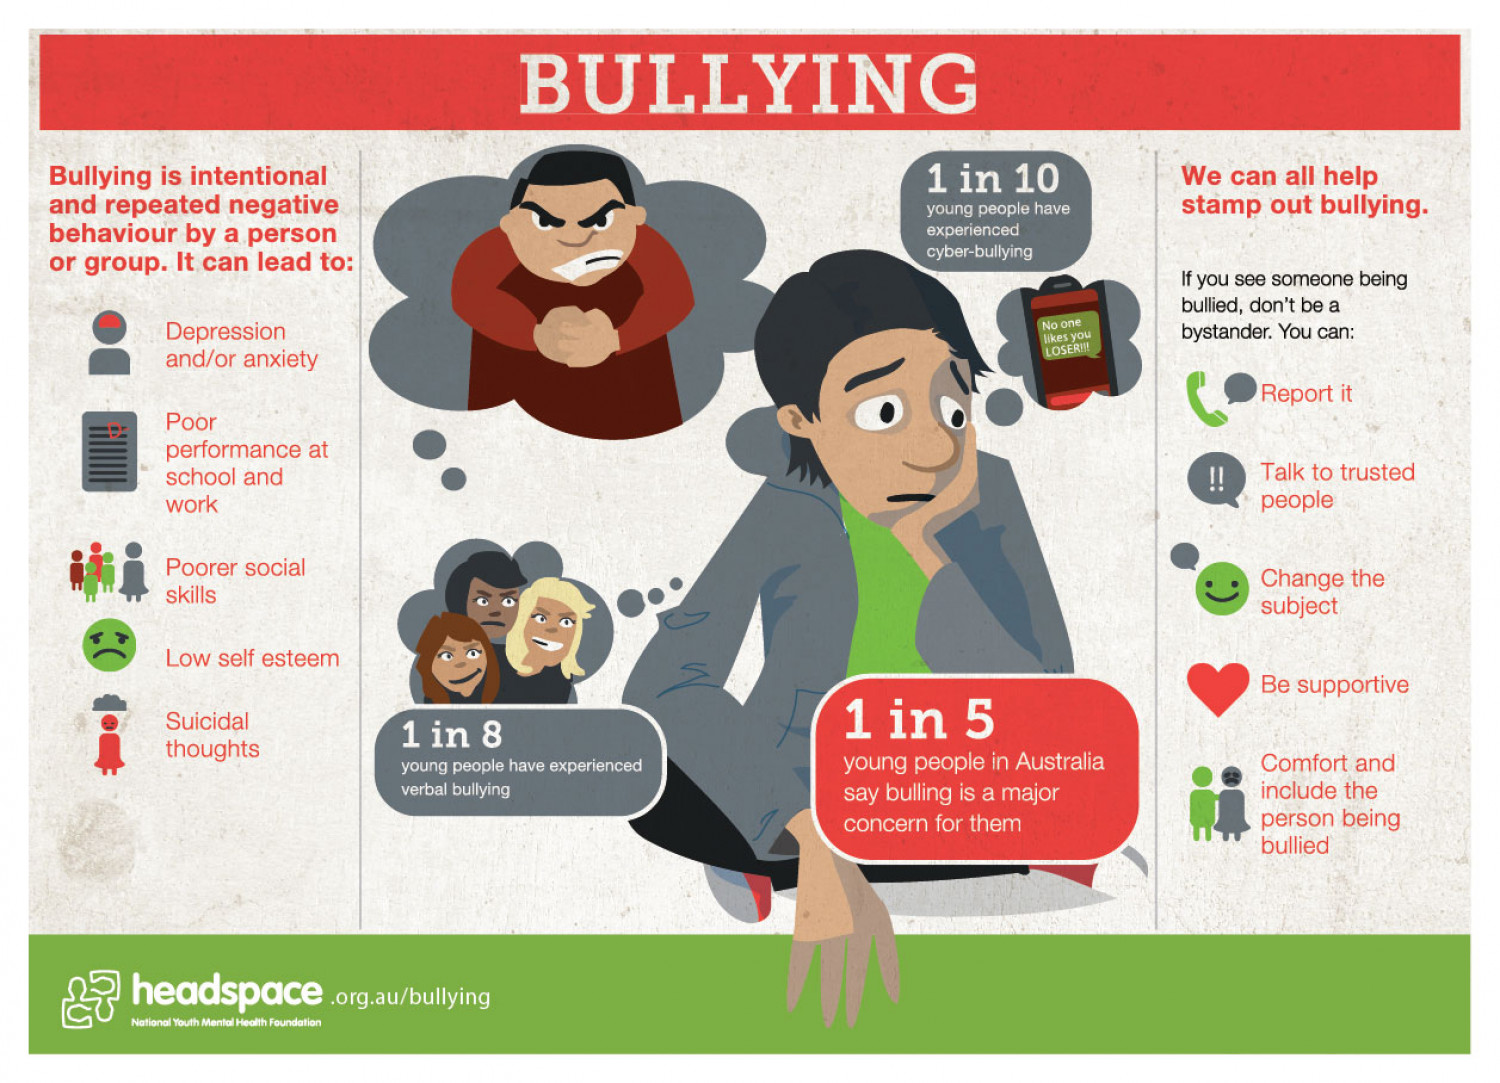 BULLYING
Bullying is intentional
and repeated negative
behaviour by a person
or group. It can lead to:
Depression
and/or anxiety
Poor
performance at
school and
work
Poorer social
skills
Low self esteem
Suicidal
thoughts
1 in 10
young people have
experienced
cyber-bullying
No one
likes you
LOSER!!!
1 in 8
young people have experienced
verbal bullying
1 in 5
young people in Australia
say bulling is a major
concern for them
We can all help
stamp out bullying.
If you see someone being
bullied, don't be a
bystander. You can:
Report it
!!
Talk to trusted
people
Change the
subject
Be supportive
Comfort and
include the
person being
bullied
headspace .org.au/bullying
National Youth Mental Health Foundation